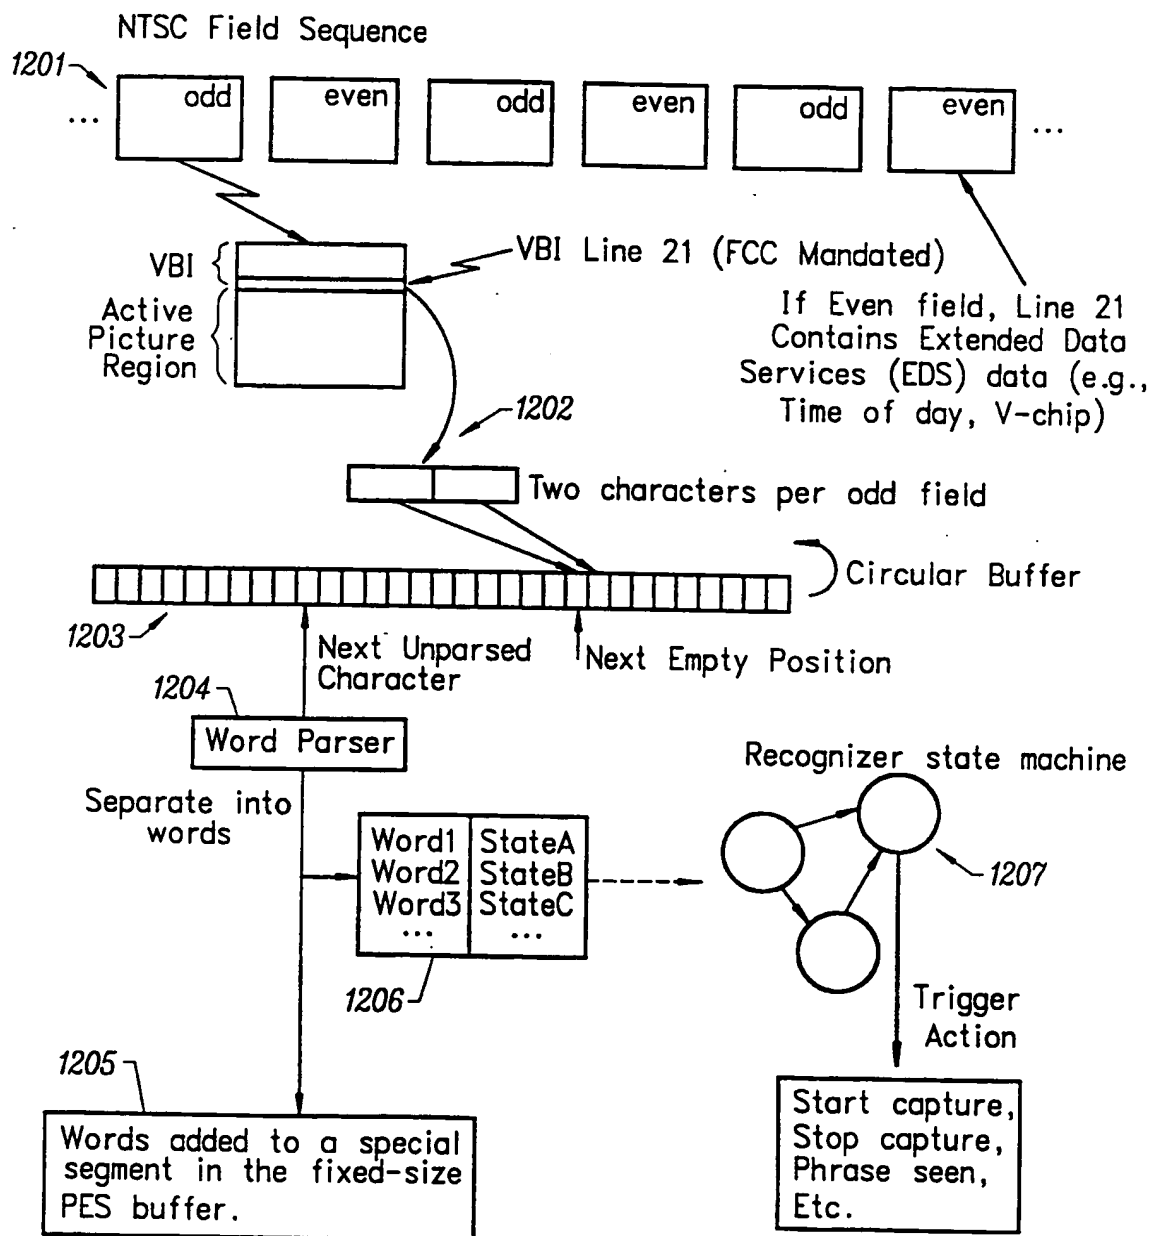 NTSC Field Sequence
1201
... odd even odd even odd even ...
VBI
VBI Line 21 (FCC Mandated)
Active
Picture
Region
If Even field, Line 21
Contains Extended Data
Services (EDS) data (e.g.,
Time of day, V-chip)
1202
Two characters per odd field
Circular Buffer
1203
Next Unparsed
Character
Next Empty Position
1204
Word Parser
Separate into
words
Recognizer state machine
Word1 StateA
Word2 StateB
Word3 StateC
... ...
1207
1206
Trigger
Action
1205
Words added to a special
segment in the fixed-size
PES buffer.
Start capture,
Stop capture,
Phrase seen,
Etc.